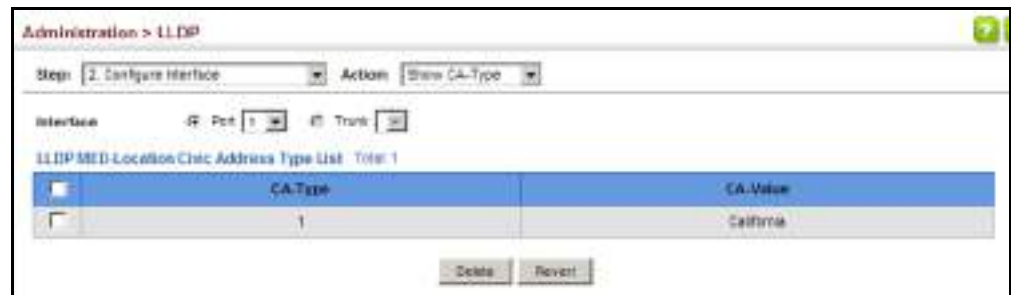 Administration > LLDP
Step: 2. Configure Interface Action: Show CA-Type
Interface Port 1 Trunk
LLDP MED-Location Civic Address Type List Total: 1
CA-Type CA-Value
1 California
Delete Revert